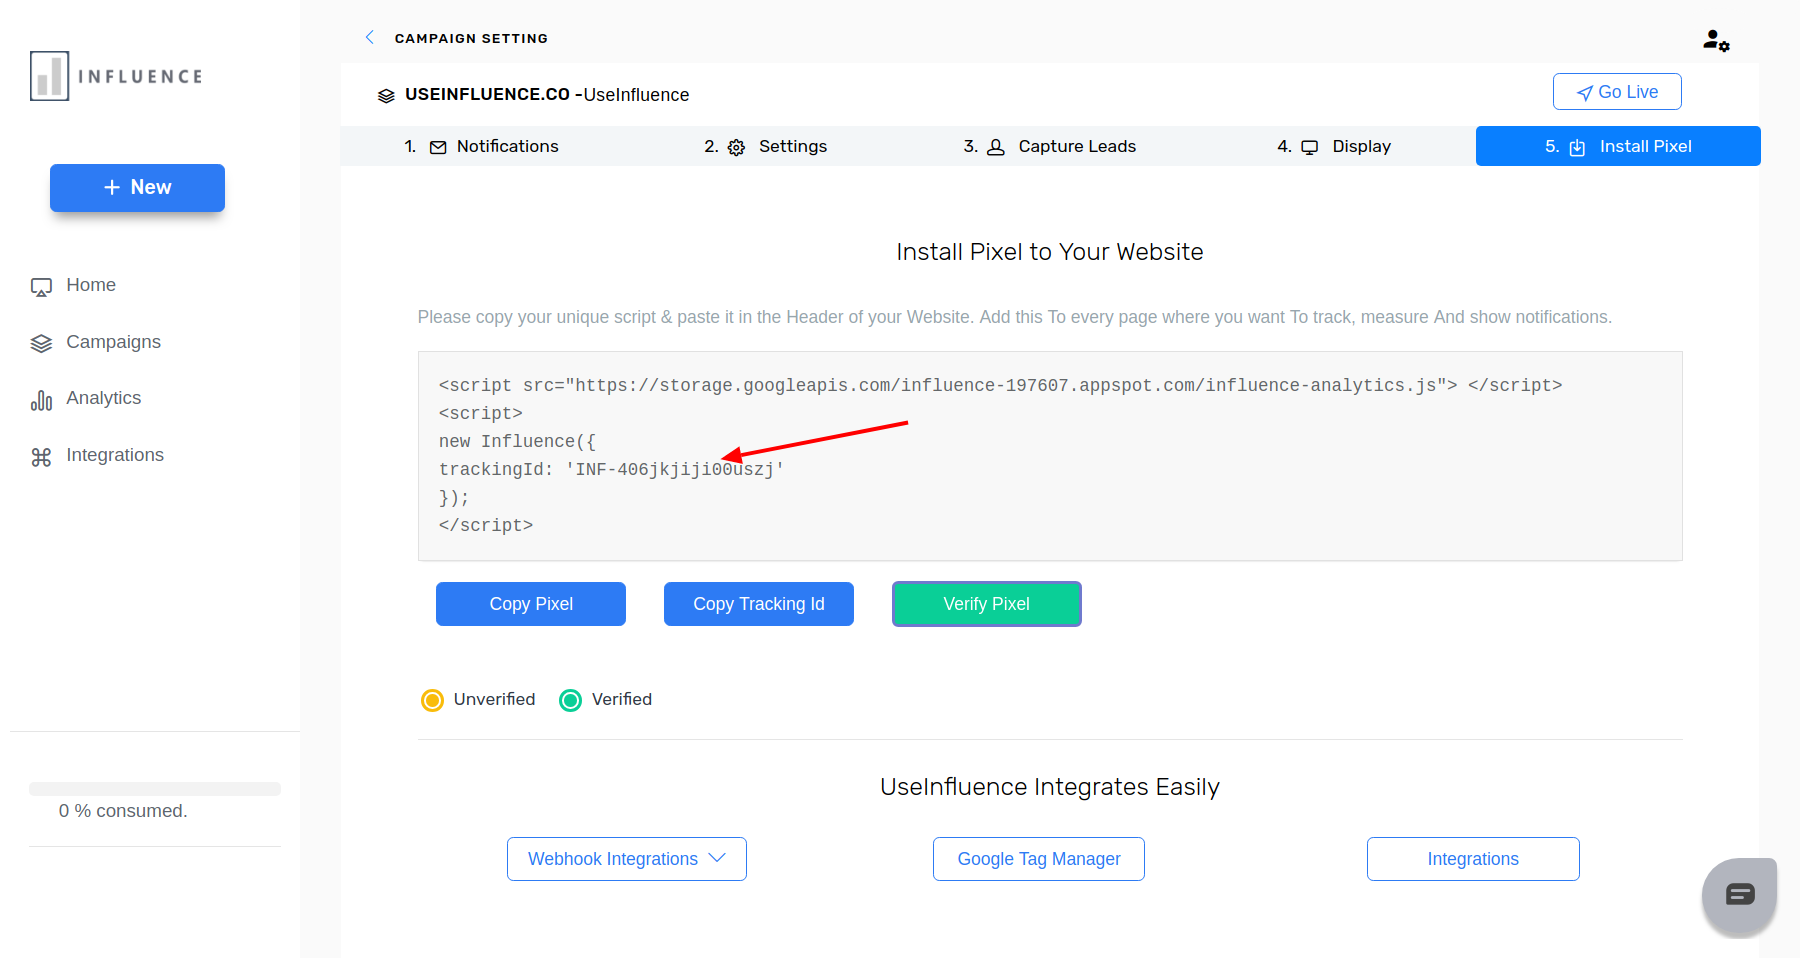 INFLUENCE
+ New
Home
Campaigns
Analytics
Integrations
0 % consumed.
CAMPAIGN SETTING
USEINFLUENCE.CO -UseInfluence
Go Live
1. Notifications
2. Settings
3. Capture Leads
4. Display
5. Install Pixel
Install Pixel to Your Website
Please copy your unique script & paste it in the Header of your Website. Add this To every page where you want To track, measure And show notifications.
<script src="https://storage.googleapis.com/influence-197607.appspot.com/influence-analytics.js"> </script>
<script>
new Influence({
trackingId: 'INF-406jkjiji00uszj'
});
</script>
Copy Pixel
Copy Tracking Id
Verify Pixel
Unverified
Verified
UseInfluence Integrates Easily
Webhook Integrations
Google Tag Manager
Integrations